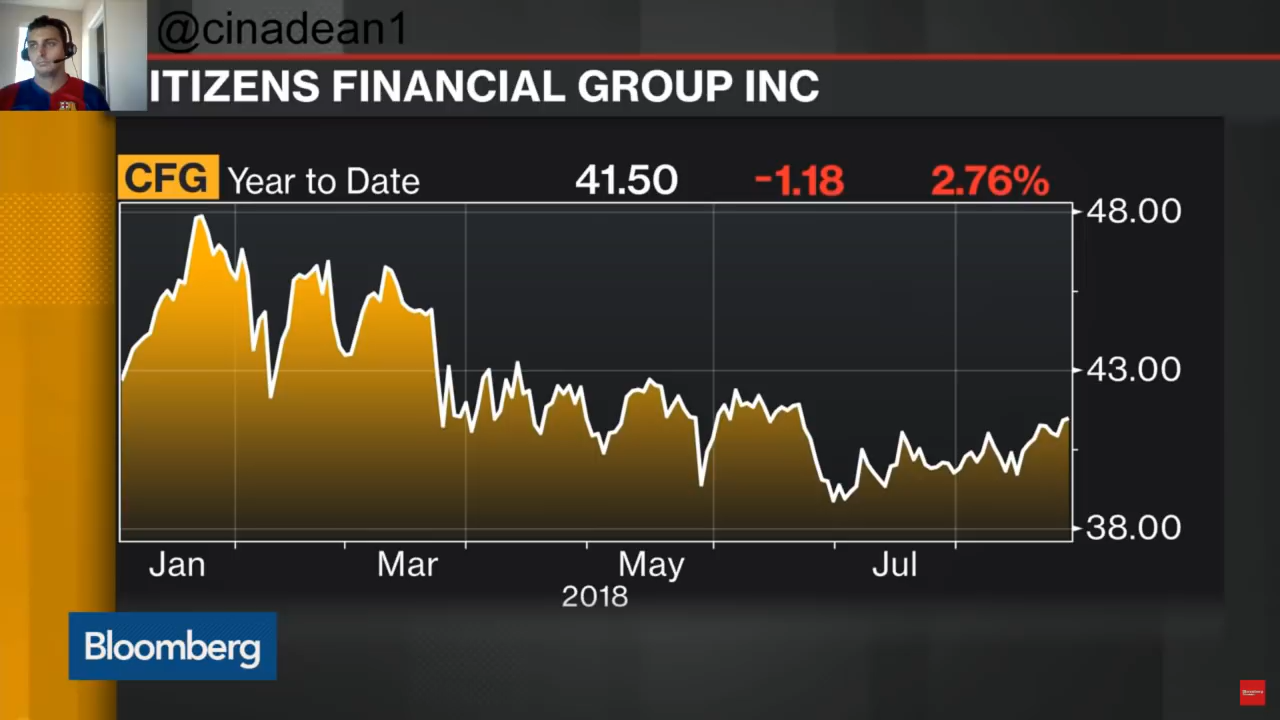 @cinadean1
ITIZENS FINANCIAL GROUP INC
CFG Year to Date 41.50 -1.18 2.76%
48.00
43.00
38.00
Jan Mar May Jul
2018
Bloomberg